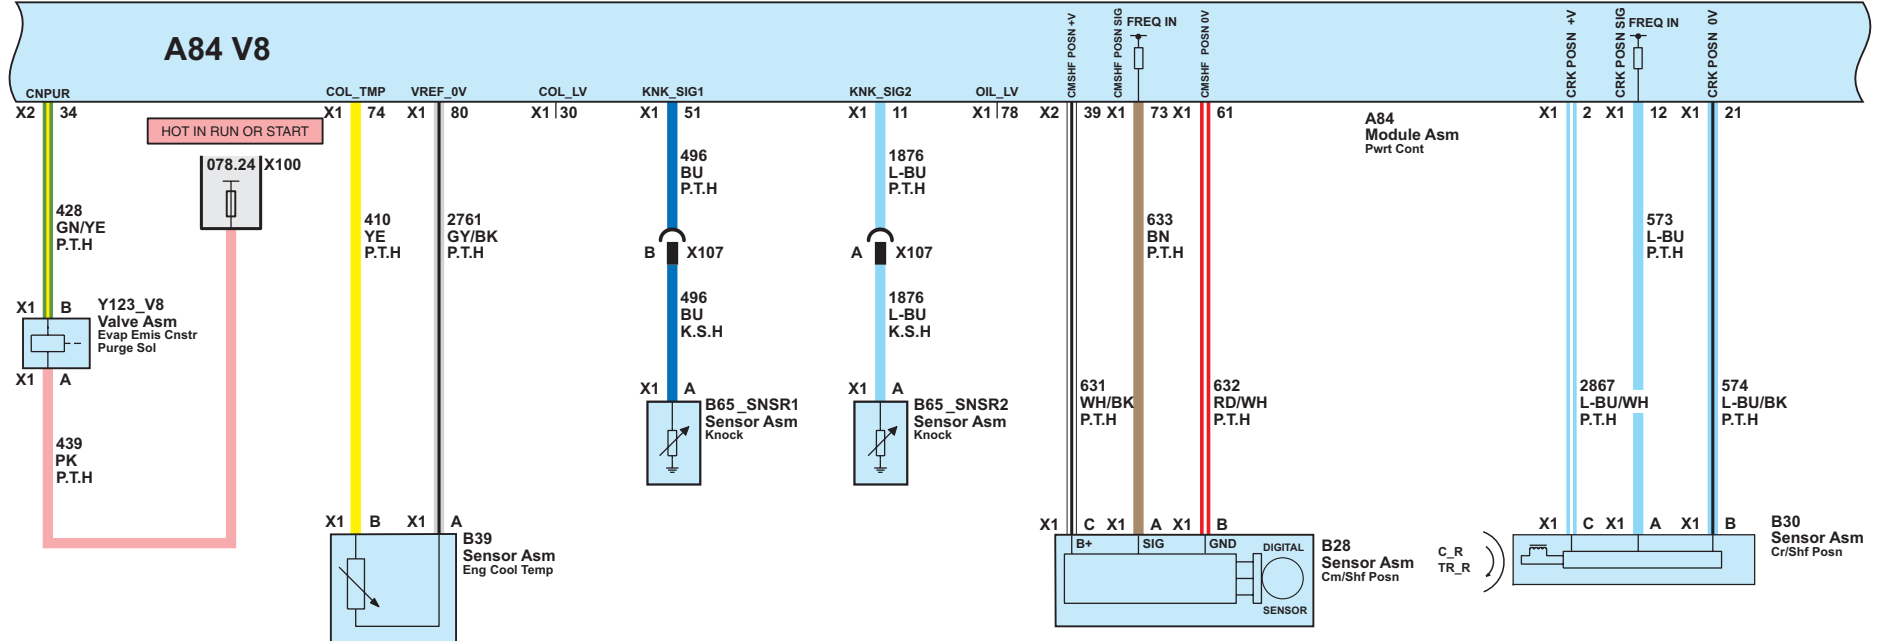 A84 V8
CMSHF POSN +V
CMSHF POSN SIG
FREQ IN
CMSHF POSN 0V
CRK POSN +V
CRK POSN SIG
FREQ IN
CRK POSN 0V
CNPUR
COL_TMP
VREF_0V
COL_LV
KNK_SIG1
KNK_SIG2
OIL_LV
X2 34
X1 74
X1 80
X1 30
X1 51
X1 11
X1 78
X2 39
X1 73
X1 61
X1 2
X1 12
X1 21
A84
Module Asm
Pwrt Cont
HOT IN RUN OR START
078.24 X100
428
GN/YE
P.T.H
410
YE
P.T.H
2761
GY/BK
P.T.H
496
BU
P.T.H
1876
L-BU
P.T.H
633
BN
P.T.H
573
L-BU
P.T.H
B X107
A X107
496
BU
K.S.H
1876
L-BU
K.S.H
X1 B
Y123_V8
Valve Asm
Evap Emis Cnstr
Purge Sol
X1 A
439
PK
P.T.H
X1 A
B65_SNSR1
Sensor Asm
Knock
X1 A
B65_SNSR2
Sensor Asm
Knock
631
WH/BK
P.T.H
632
RD/WH
P.T.H
2867
L-BU/WH
P.T.H
574
L-BU/BK
P.T.H
X1 B
X1 A
B39
Sensor Asm
Eng Cool Temp
X1 C
X1 A
X1 B
B+
SIG
GND
DIGITAL
SENSOR
B28
Sensor Asm
Cm/Shf Posn
C_R
TR_R
X1 C
X1 A
X1 B
B30
Sensor Asm
Cr/Shf Posn